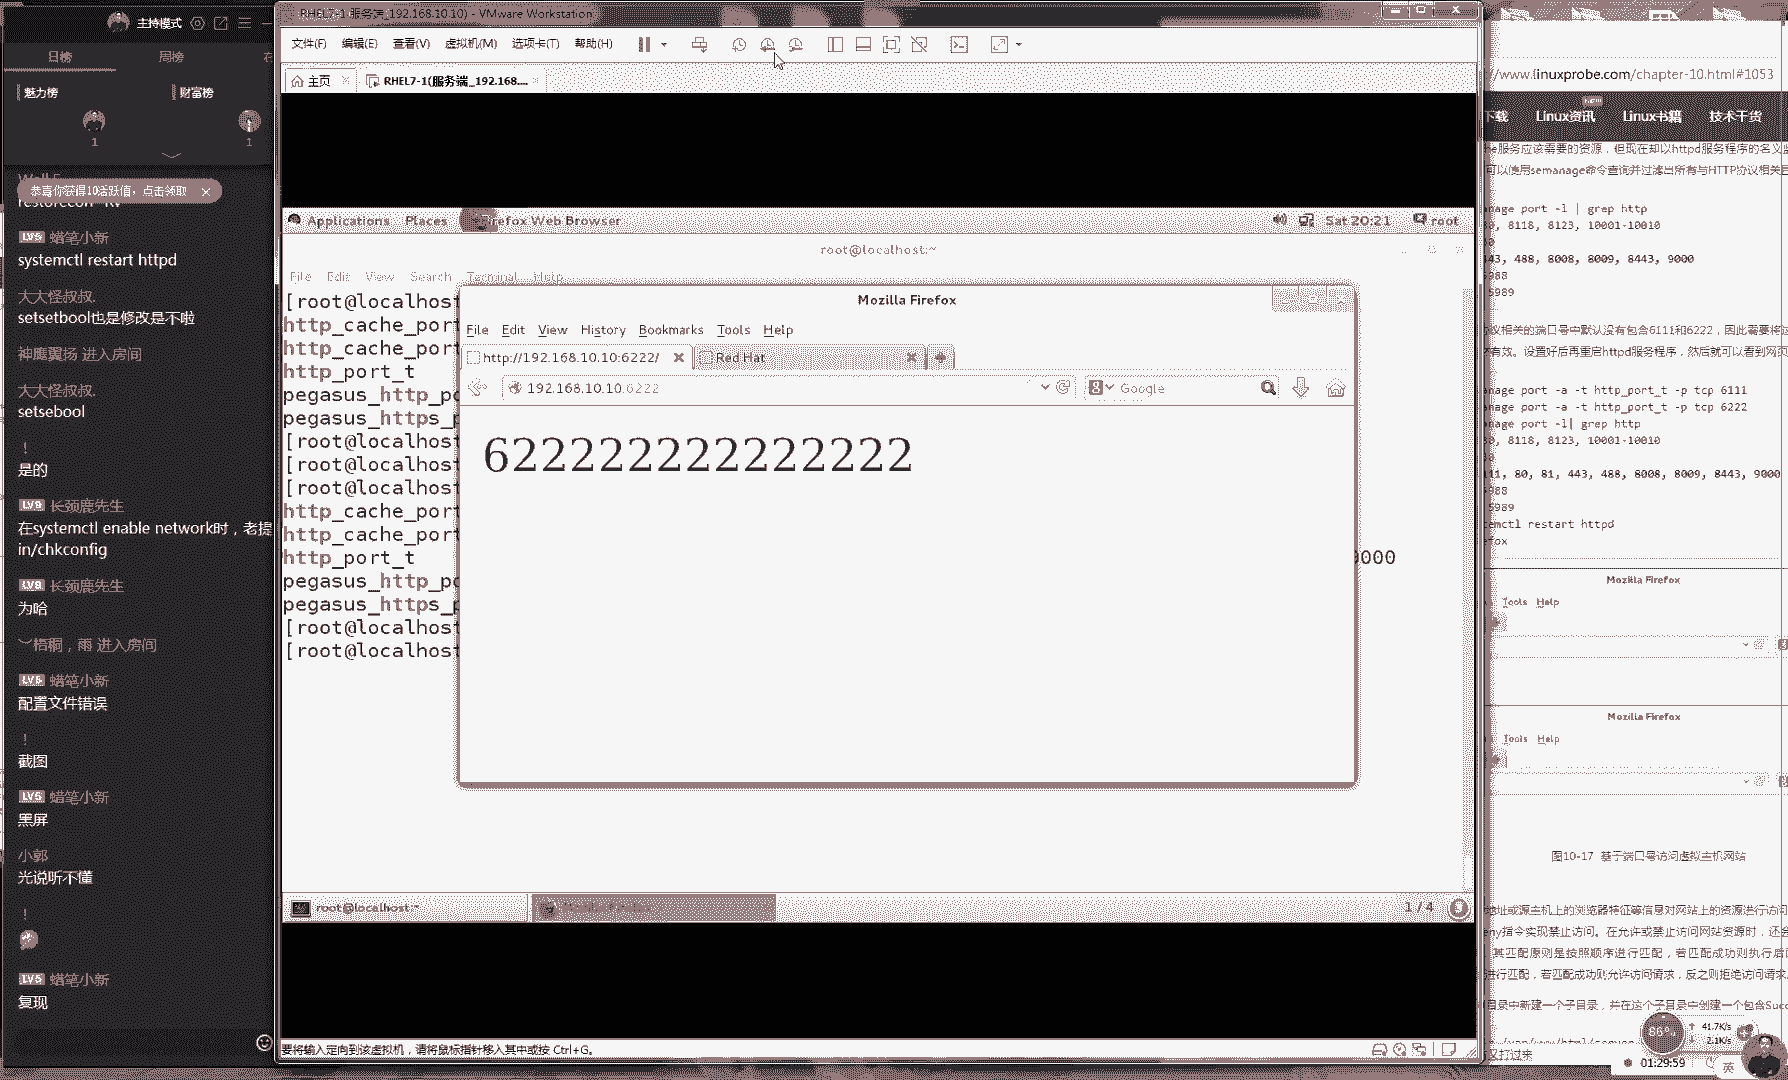 主持模式
日榜
周榜
魅力榜
财富榜
1
1
恭喜你获得10活跃值，点击领取
restorecon -Rv
LV5 蜡笔小新
systemctl restart httpd
大大怪叔叔.
setsetbool也是修改是不啦
神鹰翼扬 进入房间
大大怪叔叔.
setsebool
！
是的
LV9 长颈鹿先生
在systemctl enable network时，老提
in/chkconfig
LV9 长颈鹿先生
为哈
︶梧桐，雨 进入房间
LV5 蜡笔小新
配置文件错误
！
截图
LV5 蜡笔小新
黑屏
小郭
光说听不懂
！
LV5 蜡笔小新
复现
RHEL7-1(服务端_192.168.10.10) - VMware Workstation
文件(F) 编辑(E) 查看(V) 虚拟机(M) 选项卡(T) 帮助(H)
主页
RHEL7-1(服务端_192.168....
Applications Places Firefox Web Browser
Sat 20:21 root
root@localhost:~
File Edit View Search Terminal Help
[root@localhost
http_cache_port
http_cache_port
http_port_t
pegasus_http_po
pegasus_https_p
[root@localhost
[root@localhost
[root@localhost
http_cache_port
http_cache_port
http_port_t
9000
pegasus_http_po
pegasus_https_p
[root@localhost
[root@localhost
Mozilla Firefox
File Edit View History Bookmarks Tools Help
http://192.168.10.10:6222/
Red Hat
192.168.10.10:6222
Google
622222222222222
root@localhost:~
1 / 4
要将输入定向到该虚拟机，请将鼠标指针移入其中或按 Ctrl+G。
//www.linuxprobe.com/chapter-10.html#1053
下载 Linux资讯 Linux书籍 技术干货
he服务应该需要的资源，但现在却以httpd服务程序的名义监
可以使用semanage命令查询并过滤出所有与HTTP协议相关
nage port -l | grep http
80, 8118, 8123, 10001-10010
443, 488, 8008, 8009, 8443, 9000
5988
5989
议相关的端口号中默认没有包含6111和6222，因此需要将这
有效。设置好后再重启httpd服务程序，然后就可以看到网页
nage port -a -t http_port_t -p tcp 6111
nage port -a -t http_port_t -p tcp 6222
nage port -l| grep http
80, 8118, 8123, 10001-10010
111, 80, 81, 443, 488, 8008, 8009, 8443, 9000
5988
5989
temctl restart httpd
efox
Mozilla Firefox
Tools Help
Mozilla Firefox
Tools Help
图10-17 基于端口号访问虚拟主机网站
地址或源主机上的浏览器特征等信息对网站上的资源进行访问
ny指令实现禁止访问。在允许或禁止访问网站资源时，还会
其匹配原则是按照顺序进行匹配，若匹配成功则执行后
进行匹配，若匹配成功则允许访问请求，反之则拒绝访问请求。
目录中新建一个子目录，并在这个子目录中创建一个包含Succ
41.7K/s
2.1K/s
又打过来
01:29:59
英